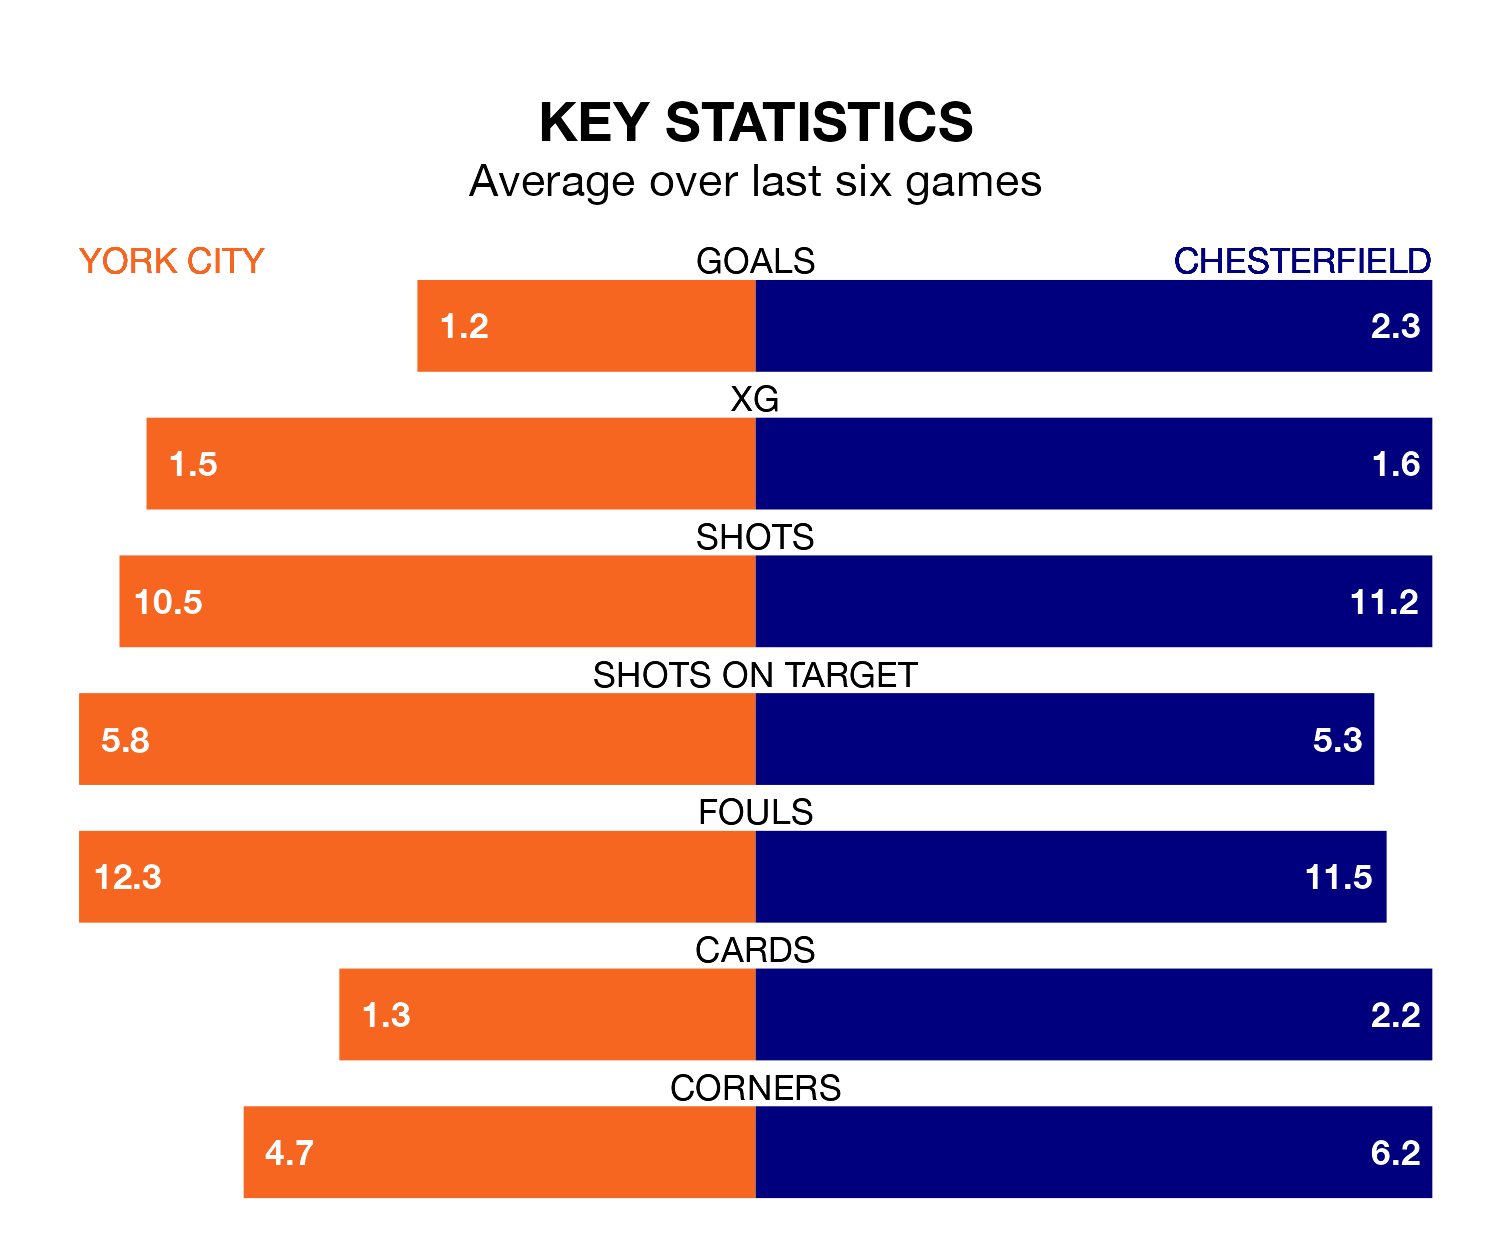 KEY STATISTICS
Average over last six games
YORK CITY GOALS CHESTERFIELD
1.2 2.3
XG
1.5 1.6
SHOTS
10.5 11.2
SHOTS ON TARGET
5.8 5.3
FOULS
12.3 11.5
CARDS
1.3 2.2
CORNERS
4.7 6.2